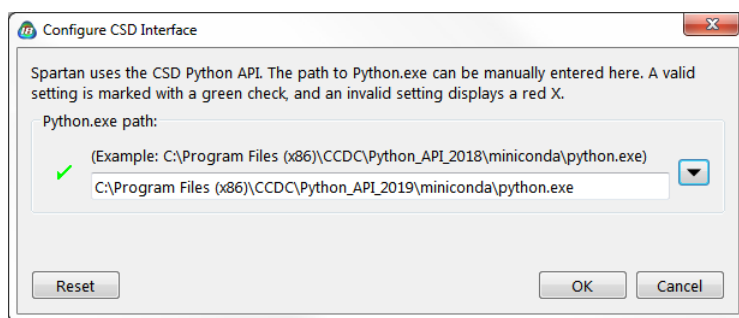 Configure CSD Interface
Spartan uses the CSD Python API. The path to Python.exe can be manually entered here. A valid
setting is marked with a green check, and an invalid setting displays a red X.
Python.exe path:
(Example: C:\Program Files (x86)\CCDC\Python_API_2018\miniconda\python.exe)
C:\Program Files (x86)\CCDC\Python_API_2019\miniconda\python.exe
Reset OK Cancel